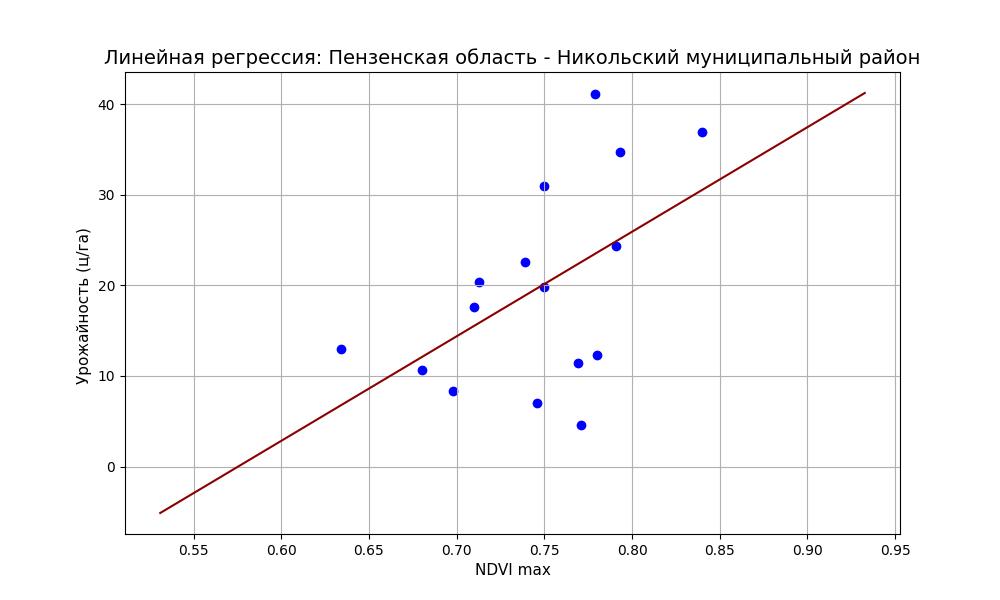 Линейная регрессия: Пензенская область - Никольский муниципальный район
40
30
20
10
0
Урожайность (ц/га)
0.55 0.60 0.65 0.70 0.75 0.80 0.85 0.90 0.95
NDVI max